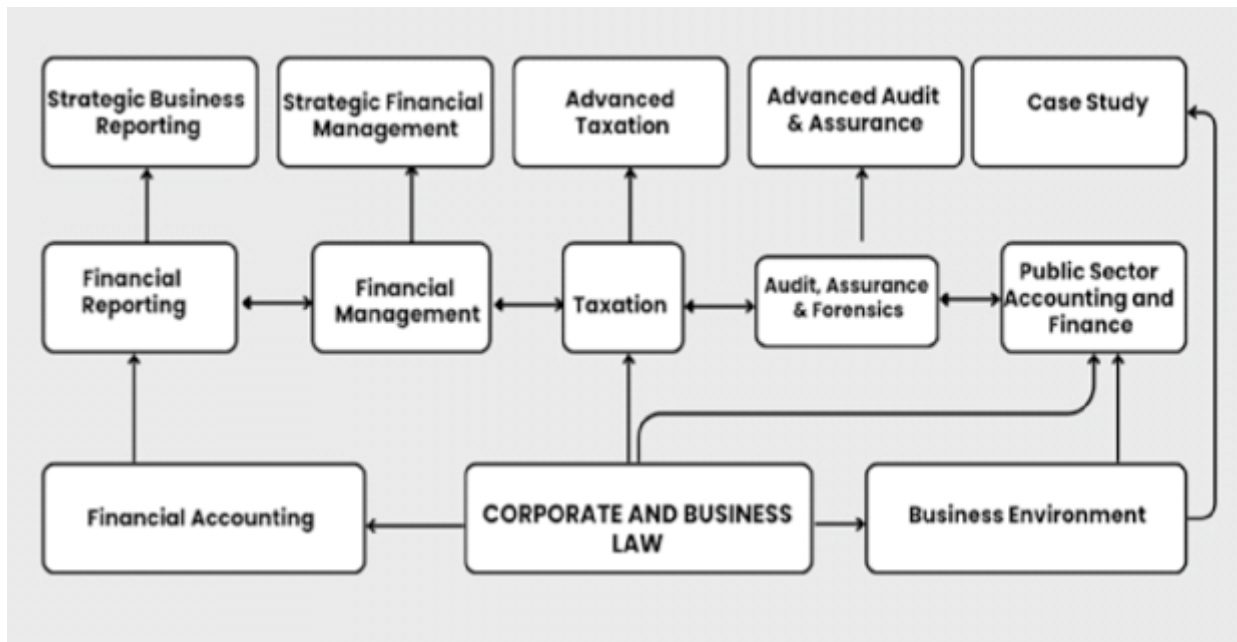 Strategic Business
Reporting
Strategic Financial
Management
Advanced
Taxation
Advanced Audit
& Assurance
Case Study
Financial
Reporting
Financial
Management
Taxation
Audit, Assurance
& Forensics
Public Sector
Accounting and
Finance
Financial Accounting
CORPORATE AND BUSINESS
LAW
Business Environment